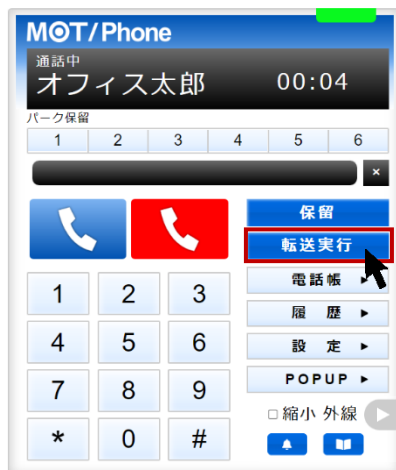 MOT/Phone
通話中
オフィス太郎 00:04
パーク保留
1 2 3 4 5 6
×
保留
転送実行
電話帳
1 2 3
履 歴
4 5 6
設 定
7 8 9
POPUP
縮小 外線
* 0 #